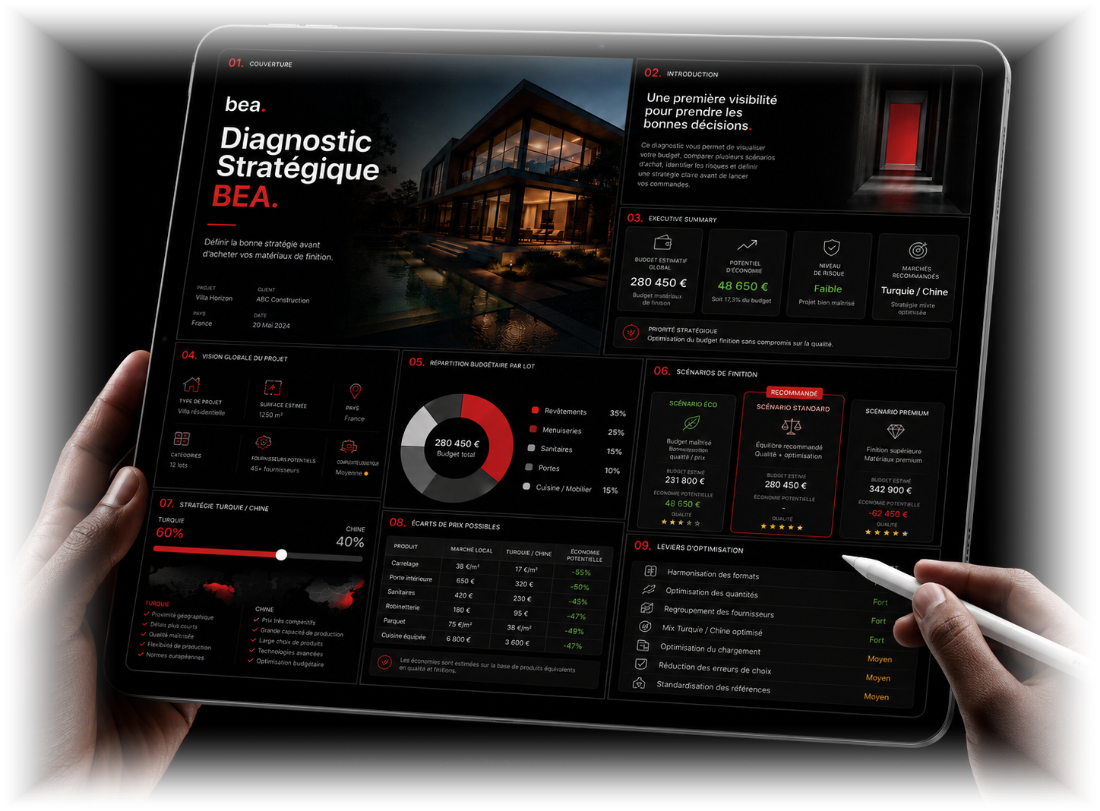 01. COUVERTURE
bea.
Diagnostic
Stratégique
BEA.
Définir la bonne stratégie avant
d'acheter vos matériaux de finition.
PROJET
Villa Horizon
CLIENT
ABC Construction
PAYS
France
DATE
20 Mai 2024
02. INTRODUCTION
Une première visibilité
pour prendre les
bonnes décisions.
Ce diagnostic vous permet de visualiser
votre budget, comparer plusieurs scénarios
d'achat, identifier les risques et définir
une stratégie claire avant de lancer
vos commandes.
03. EXECUTIVE SUMMARY
BUDGET ESTIMATIF
GLOBAL
280 450 €
Budget matériaux
de finition
POTENTIEL
D'ÉCONOMIE
48 650 €
Soit 17,3% du budget
NIVEAU
DE RISQUE
Faible
Projet bien maîtrisé
MARCHÉS
RECOMMANDÉS
Turquie / Chine
Stratégie mixte
optimisée
PRIORITÉ STRATÉGIQUE
Optimisation du budget finition sans compromis sur la qualité.
04. VISION GLOBALE DU PROJET
TYPE DE PROJET
Villa résidentielle
SURFACE ESTIMÉE
1250 m²
PAYS
France
CATÉGORIES
12 lots
FOURNISSEURS POTENTIELS
45+ fournisseurs
Moyenne
05. RÉPARTITION BUDGÉTAIRE PAR LOT
280 450 €
Budget total
Revêtements 35%
Menuiseries 25%
Sanitaires 15%
Portes 10%
Cuisine / Mobilier 15%
06. SCÉNARIOS DE FINITION
SCÉNARIO ÉCO
Budget maîtrisé
qualité / prix
BUDGET ESTIMÉ
231 800 €
ÉCONOMIE POTENTIELLE
48 650 €
QUALITÉ
RECOMMANDÉ
SCÉNARIO STANDARD
Équilibre recommandé
Qualité + optimisation
BUDGET ESTIMÉ
280 450 €
ÉCONOMIE POTENTIELLE
-
QUALITÉ
SCÉNARIO PREMIUM
Finition supérieure
Matériaux premium
BUDGET ESTIMÉ
342 900 €
ÉCONOMIE POTENTIELLE
-62 450 €
QUALITÉ
07. STRATÉGIE TURQUIE / CHINE
TURQUIE
60%
CHINE
40%
TURQUIE
Proximité géographique
Délais plus courts
Qualité maîtrisée
Flexibilité de production
Normes européennes
CHINE
Prix très compétitifs
Grande capacité de production
Large choix de produits
Technologies avancées
Optimisation budgétaire
08. ÉCARTS DE PRIX POSSIBLES
PRODUIT MARCHÉ LOCAL TURQUIE / CHINE ÉCONOMIE POTENTIELLE
Carrelage 38 €/m² 17 €/m² -55%
Porte intérieure 650 € 320 € -50%
Sanitaires 420 € 230 € -45%
Robinetterie 180 € 95 € -47%
Parquet 75 €/m² 38 €/m² -49%
Cuisine équipée 6 800 € 3 600 € -47%
Les économies sont estimées sur la base de produits équivalents
en qualité et finitions.
09. LEVIERS D'OPTIMISATION
Harmonisation des formats
Optimisation des quantités Fort
Regroupement des fournisseurs Fort
Mix Turquie / Chine optimisé Fort
Optimisation du chargement Moyen
Réduction des erreurs de choix Moyen
Standardisation des références Moyen